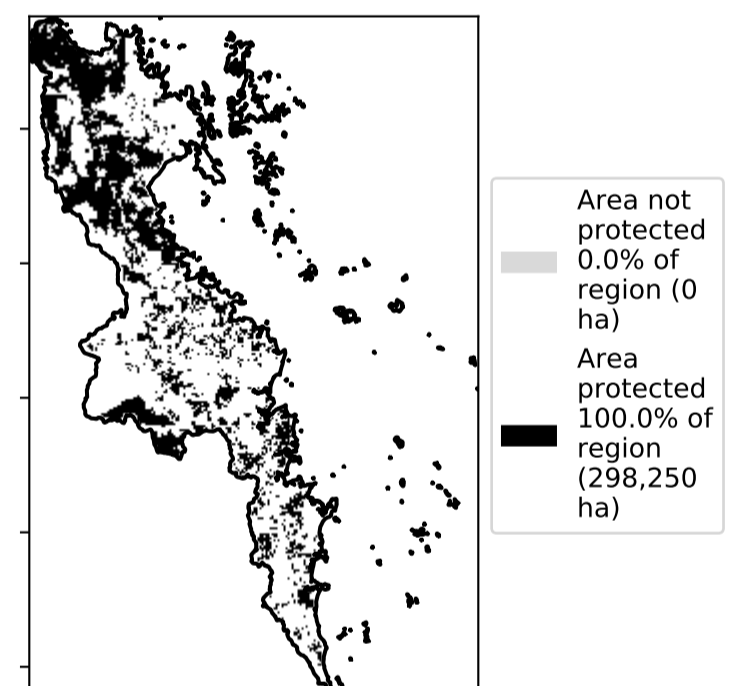 Area not
protected
0.0% of
region (0
ha)
Area
protected
100.0% of
region
(298,250
ha)